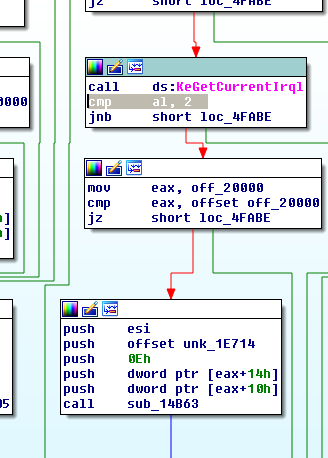 jz short loc_4FABE
0000
call ds:KeGetCurrentIrql
cmp al, 2
jnb short loc_4FABE
mov eax, off_20000
cmp eax, offset off_20000
jz short loc_4FABE
h]
h]
push esi
push offset unk_1E714
push 0Eh
push dword ptr [eax+14h]
push dword ptr [eax+10h]
call sub_14B63
05